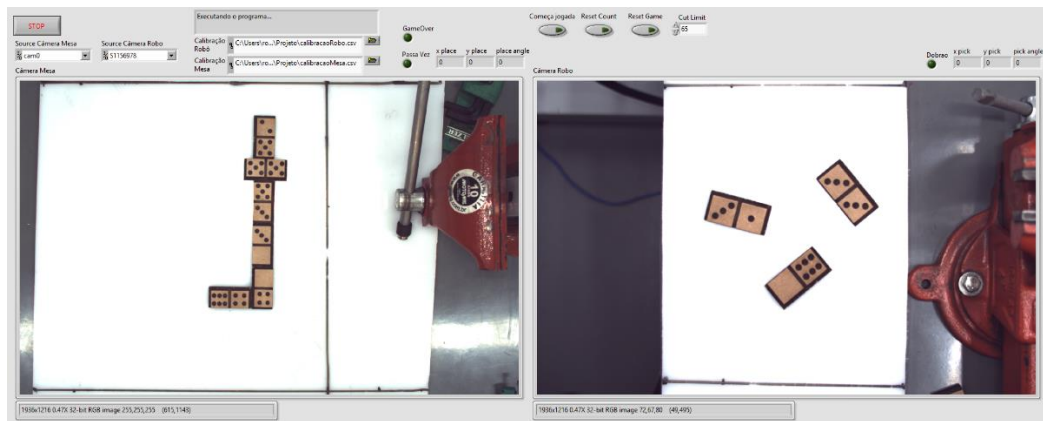 STOP
Executando o programa...
Source Câmera Mesa
cam0
Source Câmera Robo
S1156978
Calibração Robô
C:\Users\ro...\Projeto\calibracaoRobo.csv
Calibração Mesa
C:\Users\ro...\Projeto\calibracaoMesa.csv
GameOver
Passa Vez
x place
0
y place
0
place angle
0
Começa jogada
Reset Count
Reset Game
Cut Limit
65
Dobrao
x pick
0
y pick
0
pick angle
0
Câmera Mesa
10
Câmera Robo
1936x1216 0.47X 32-bit RGB image 255,255,255 (615,1148)
1936x1216 0.47X 32-bit RGB image 72,67,80 (49,495)